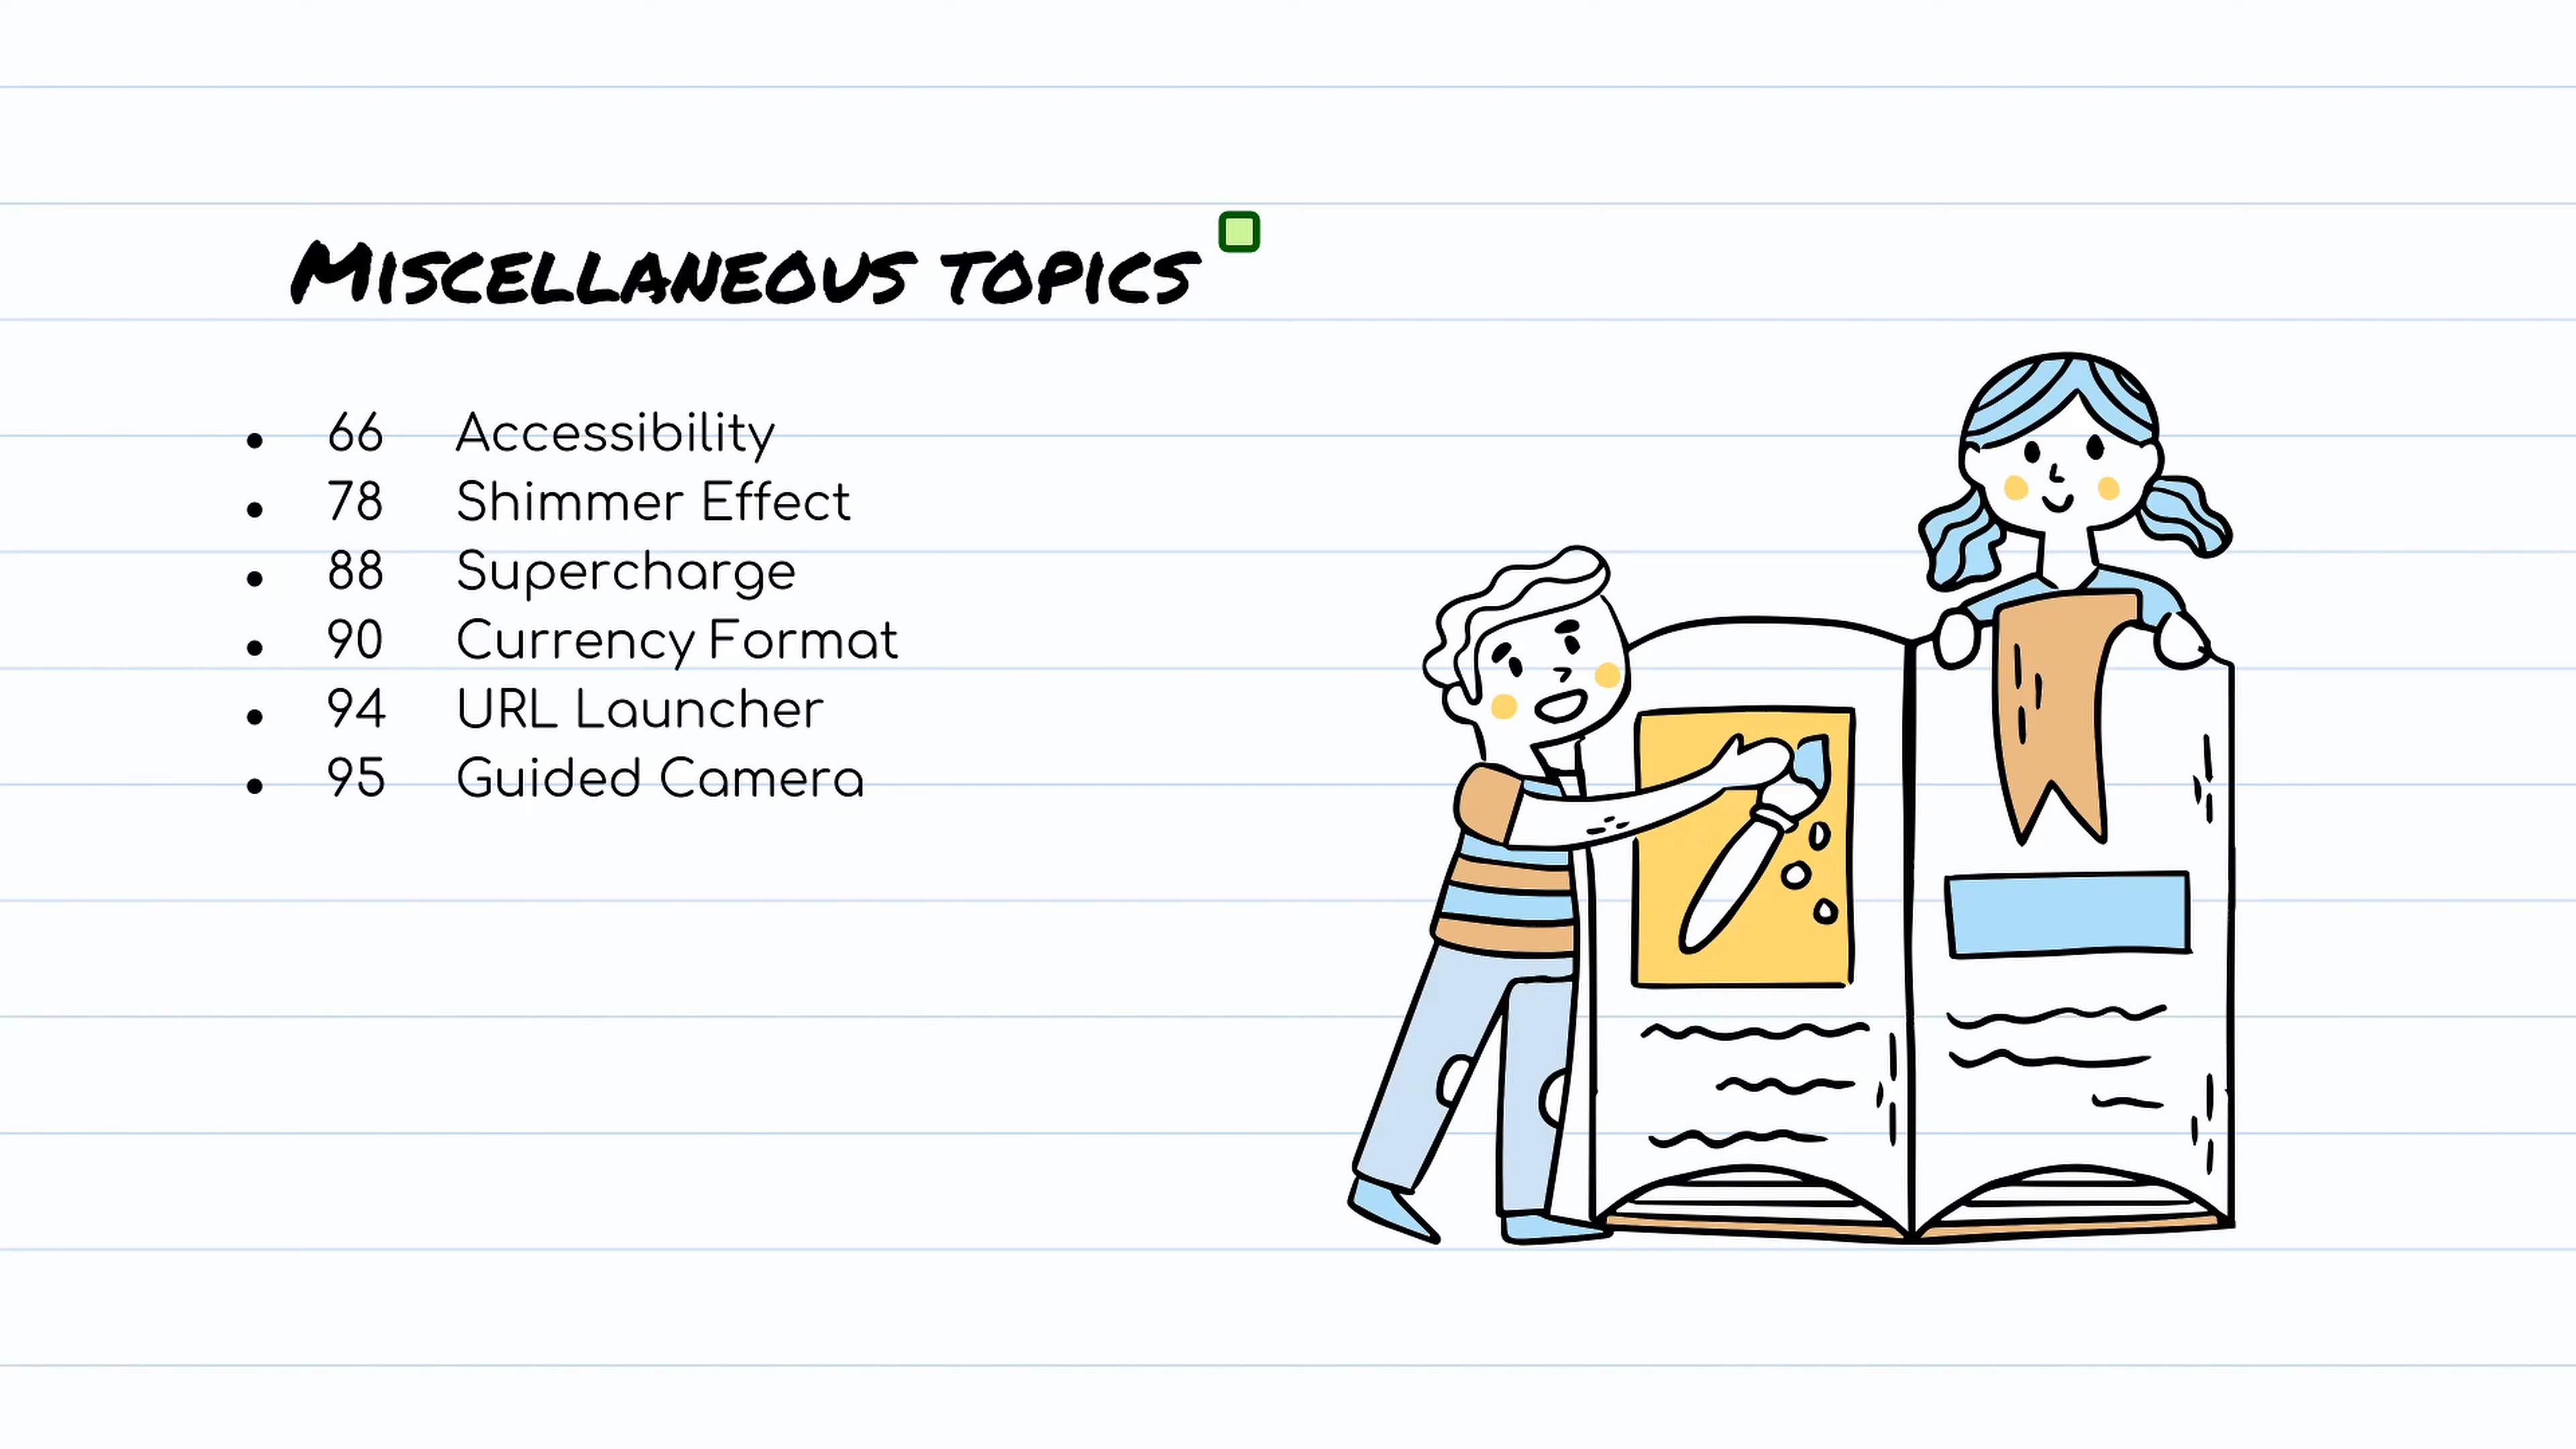 Miscellaneous topics
• 66 Accessibility
• 78 Shimmer Effect
• 88 Supercharge
• 90 Currency Format
• 94 URL Launcher
• 95 Guided Camera